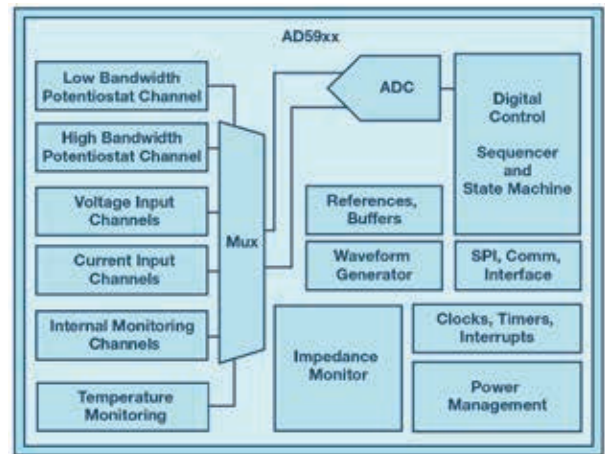 AD59xx
Low Bandwidth
Potentiostat Channel
High Bandwidth
Potentiostat Channel
Voltage Input
Channels
Current Input
Channels
Internal Monitoring
Channels
Temperature
Monitoring
Mux
ADC
Digital
Control
Sequencer
and
State Machine
References,
Buffers
Waveform
Generator
SPI, Comm,
Interface
Impedance
Monitor
Clocks, Timers,
Interrupts
Power
Management